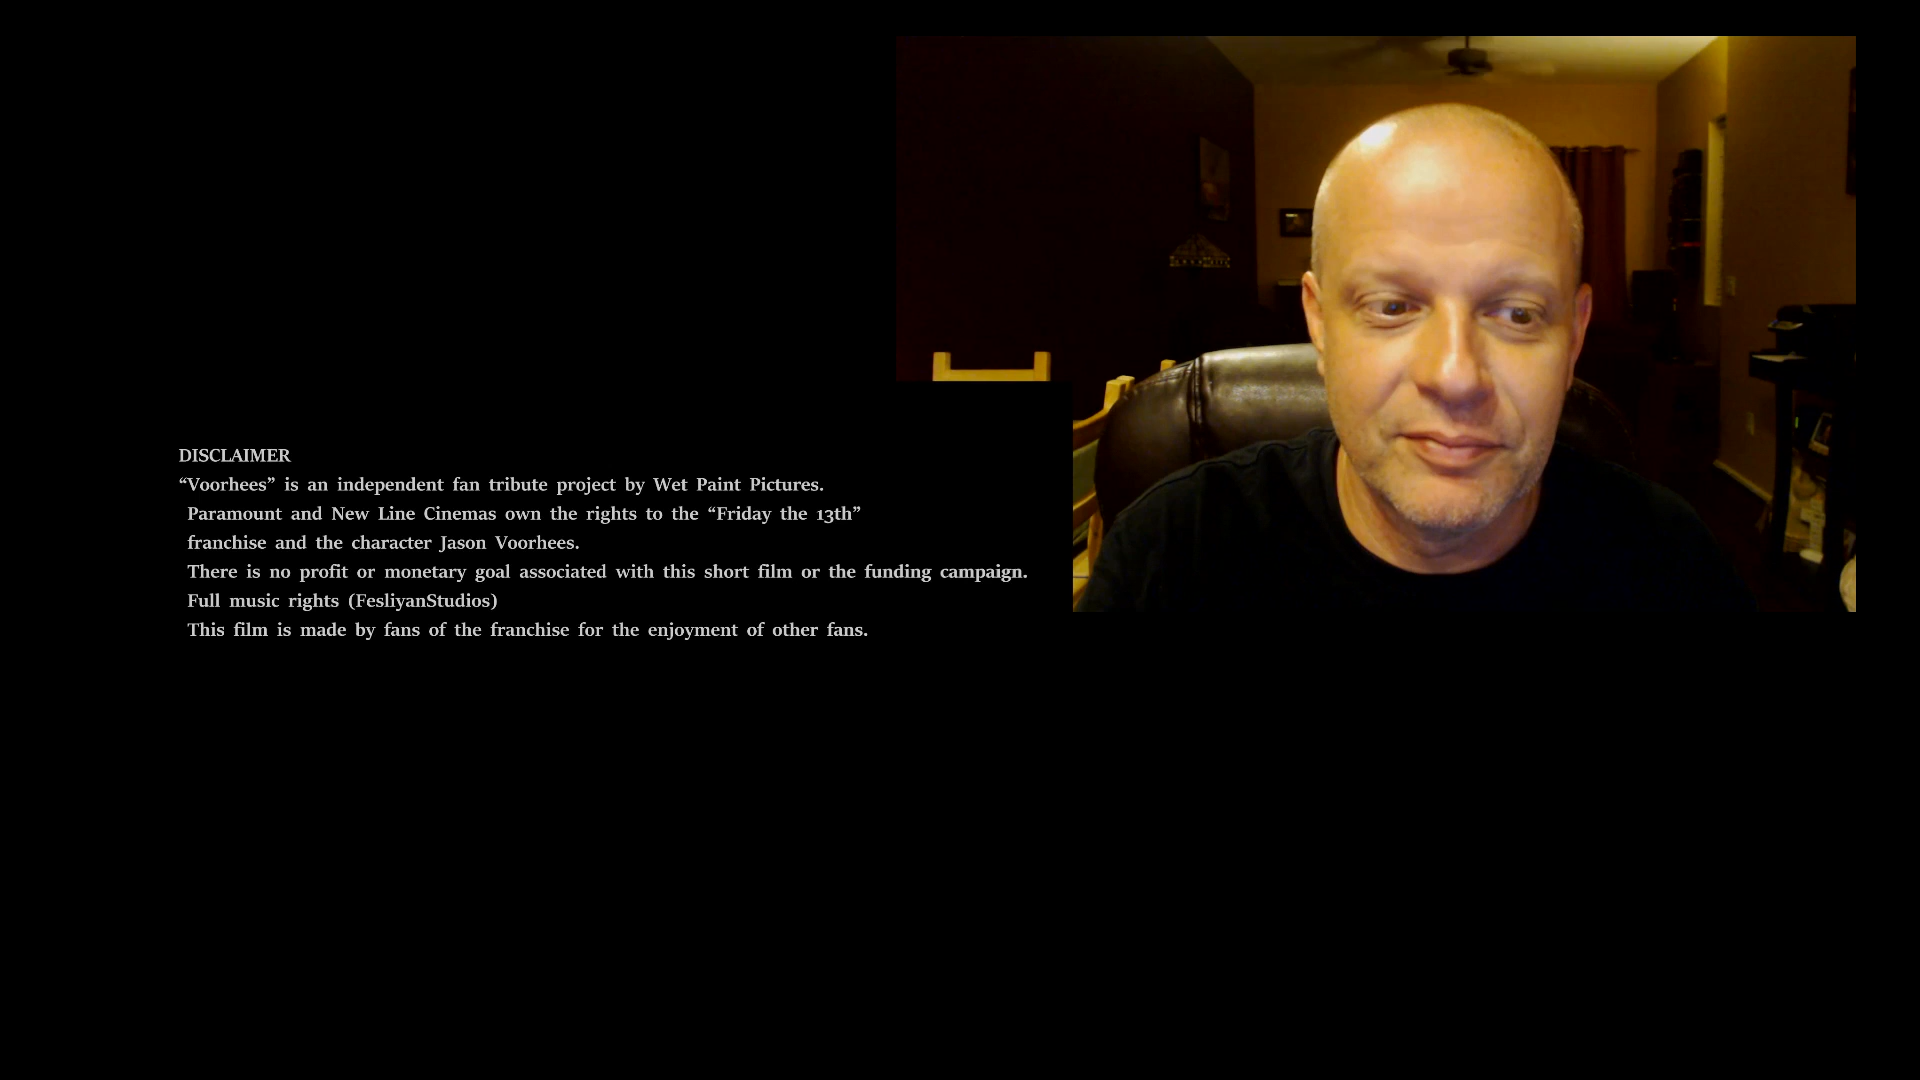 DISCLAIMER
“Voorhees” is an independent fan tribute project by Wet Paint Pictures.
Paramount and New Line Cinemas own the rights to the “Friday the 13th”
franchise and the character Jason Voorhees.
There is no profit or monetary goal associated with this short film or the funding campaign.
Full music rights (FesliyanStudios)
This film is made by fans of the franchise for the enjoyment of other fans.